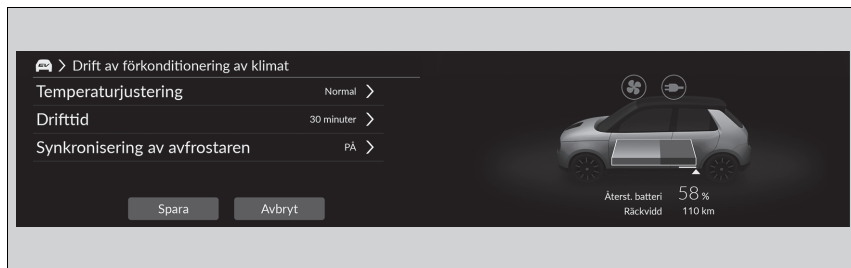 EV > Drift av förkonditionering av klimat
Temperaturjustering Normal >
Drifttid 30 minuter >
Synkronisering av avfrostaren PÅ >
Spara Avbryt
Återst. batteri 58 %
Räckvidd 110 km